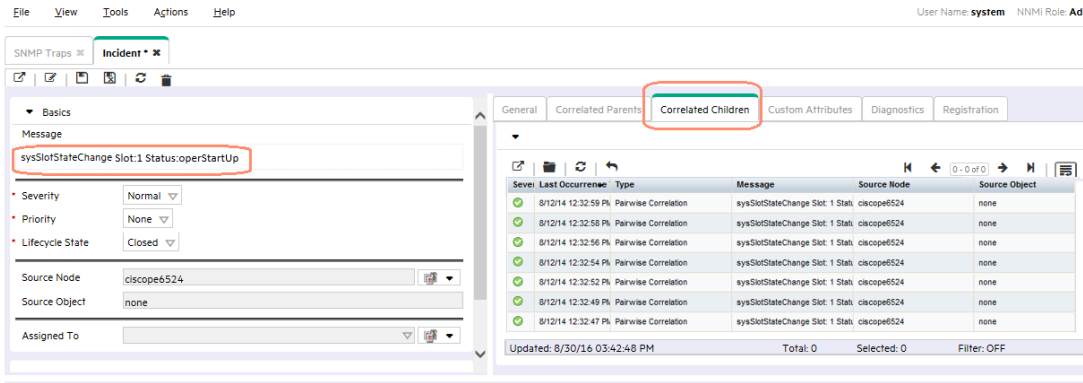 File View Tools Actions Help User Name: system NNMi Role: Ad
SNMP Traps Incident *
Basics
Message
sysSlotStateChange Slot:1 Status:operStartUp
* Severity Normal
* Priority None
* Lifecycle State Closed
Source Node ciscope6524
Source Object none
Assigned To
General Correlated Parents Correlated Children Custom Attributes Diagnostics Registration
0 - 0 of 0
Sever Last Occurrence Type Message Source Node Source Object
8/12/14 12:32:59 PM Pairwise Correlation sysSlotStateChange Slot: 1 Statu ciscope6524 none
8/12/14 12:32:58 PM Pairwise Correlation sysSlotStateChange Slot: 1 Statu ciscope6524 none
8/12/14 12:32:56 PM Pairwise Correlation sysSlotStateChange Slot: 1 Statu ciscope6524 none
8/12/14 12:32:54 PM Pairwise Correlation sysSlotStateChange Slot: 1 Statu ciscope6524 none
8/12/14 12:32:52 PM Pairwise Correlation sysSlotStateChange Slot: 1 Statu ciscope6524 none
8/12/14 12:32:49 PM Pairwise Correlation sysSlotStateChange Slot: 1 Statu ciscope6524 none
8/12/14 12:32:47 PM Pairwise Correlation sysSlotStateChange Slot: 1 Statu ciscope6524 none
Updated: 8/30/16 03:42:48 PM Total: 0 Selected: 0 Filter: OFF